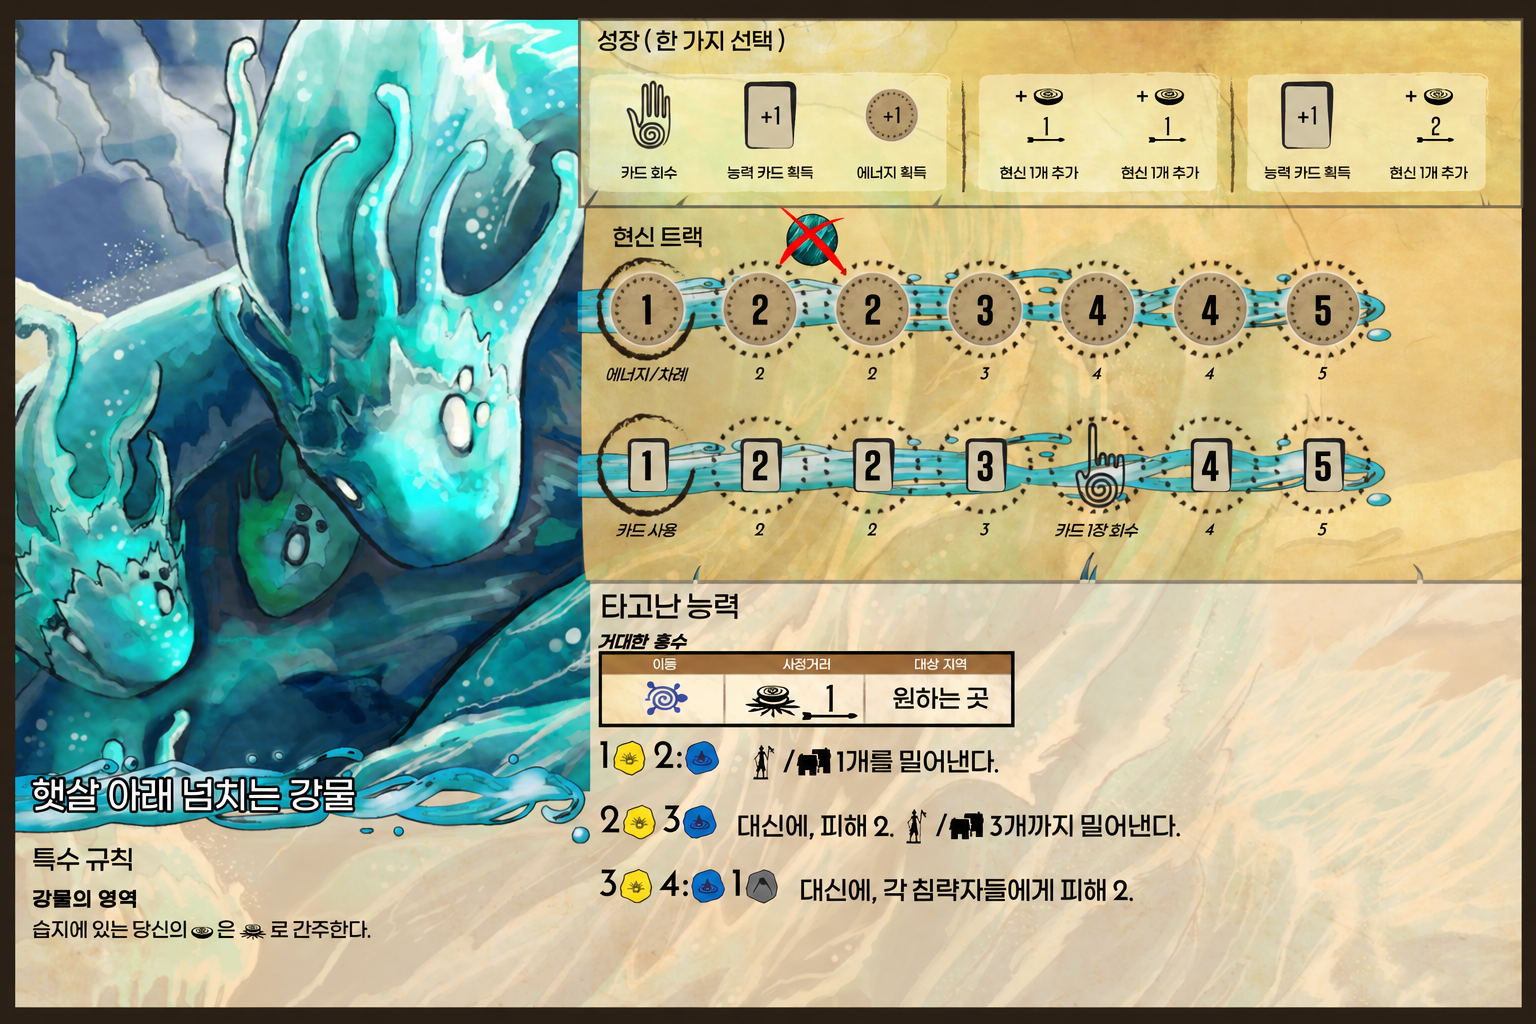 성장 ( 한 가지 선택 )
+1 +1 + 1 + 1 +1 + 2
카드 회수 능력 카드 획득 에너지 획득 현신 1개 추가 현신 1개 추가 능력 카드 획득 현신 1개 추가
현신 트랙
1 2 2 3 4 4 5
에너지/차례 2 2 3 4 4 5
1 2 2 3 4 5
카드 사용 2 2 3 카드 1장 회수 4 5
타고난 능력
거대한 홍수
이동 사정거리 대상 지역
1 원하는 곳
1 2: / 1개를 밀어낸다.
2 3 대신에, 피해 2. / 3개까지 밀어낸다.
3 4: 1 대신에, 각 침략자들에게 피해 2.
햇살 아래 넘치는 강물
특수 규칙
강물의 영역
습지에 있는 당신의 은 로 간주한다.